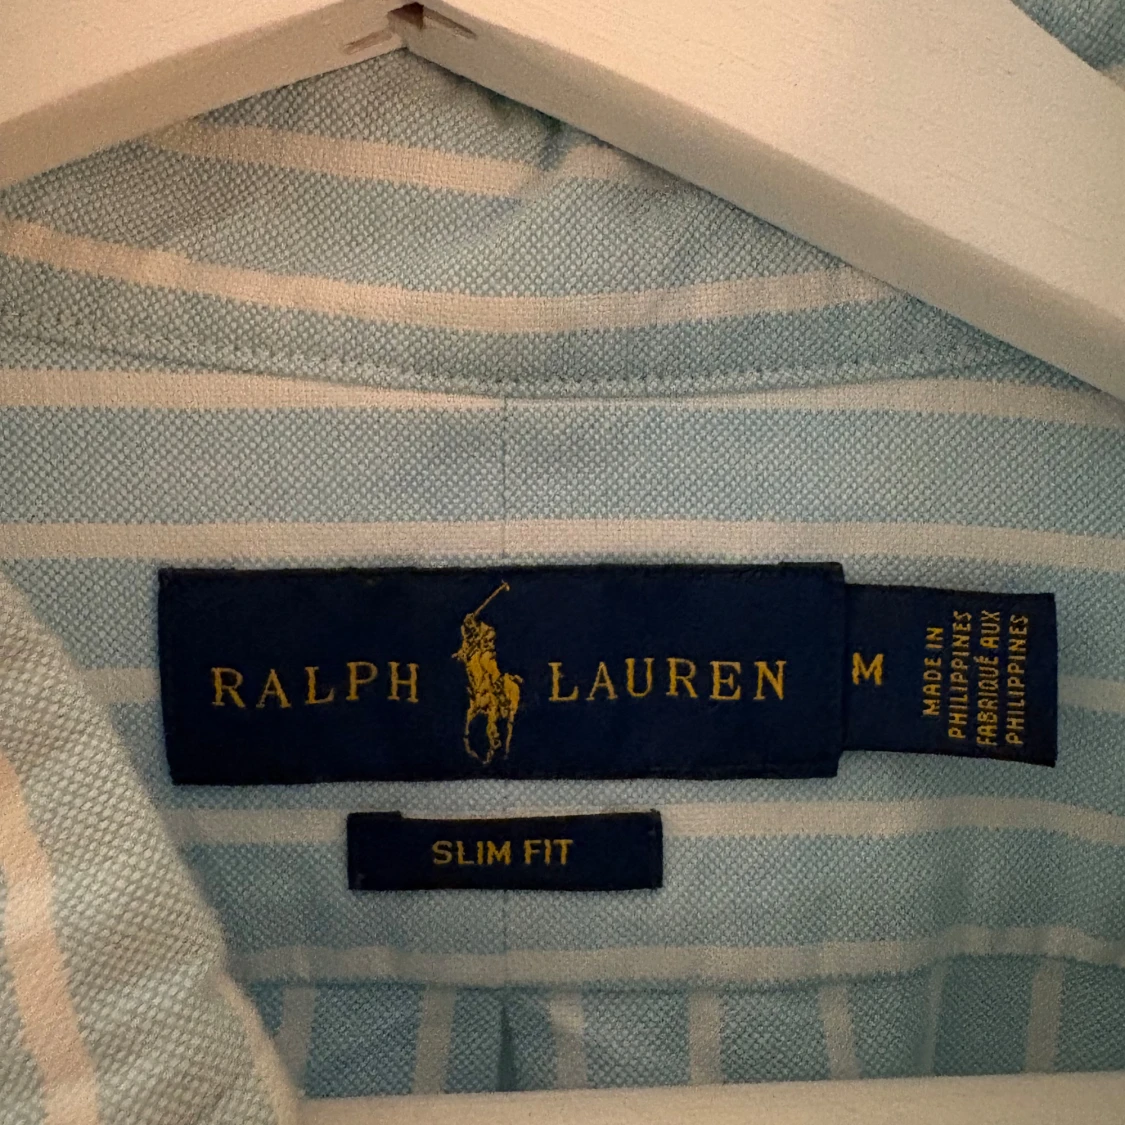 RALPH LAUREN
M
MADE IN
PHILIPPINES
FABRIQUÉ AUX
PHILIPPINES
SLIM FIT